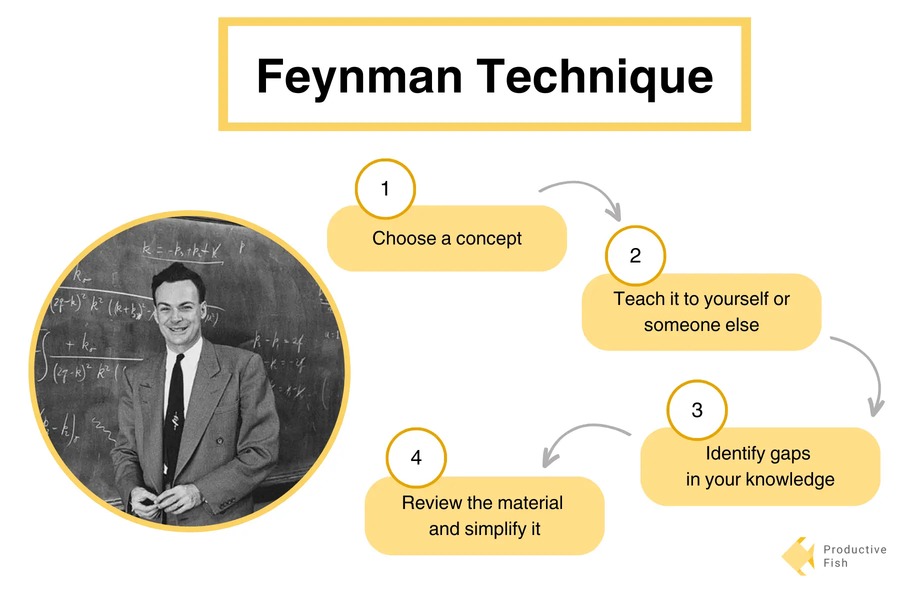 Feynman Technique
1
Choose a concept
2
Teach it to yourself or
someone else
3
Identify gaps
in your knowledge
4
Review the material
and simplify it
Productive
Fish